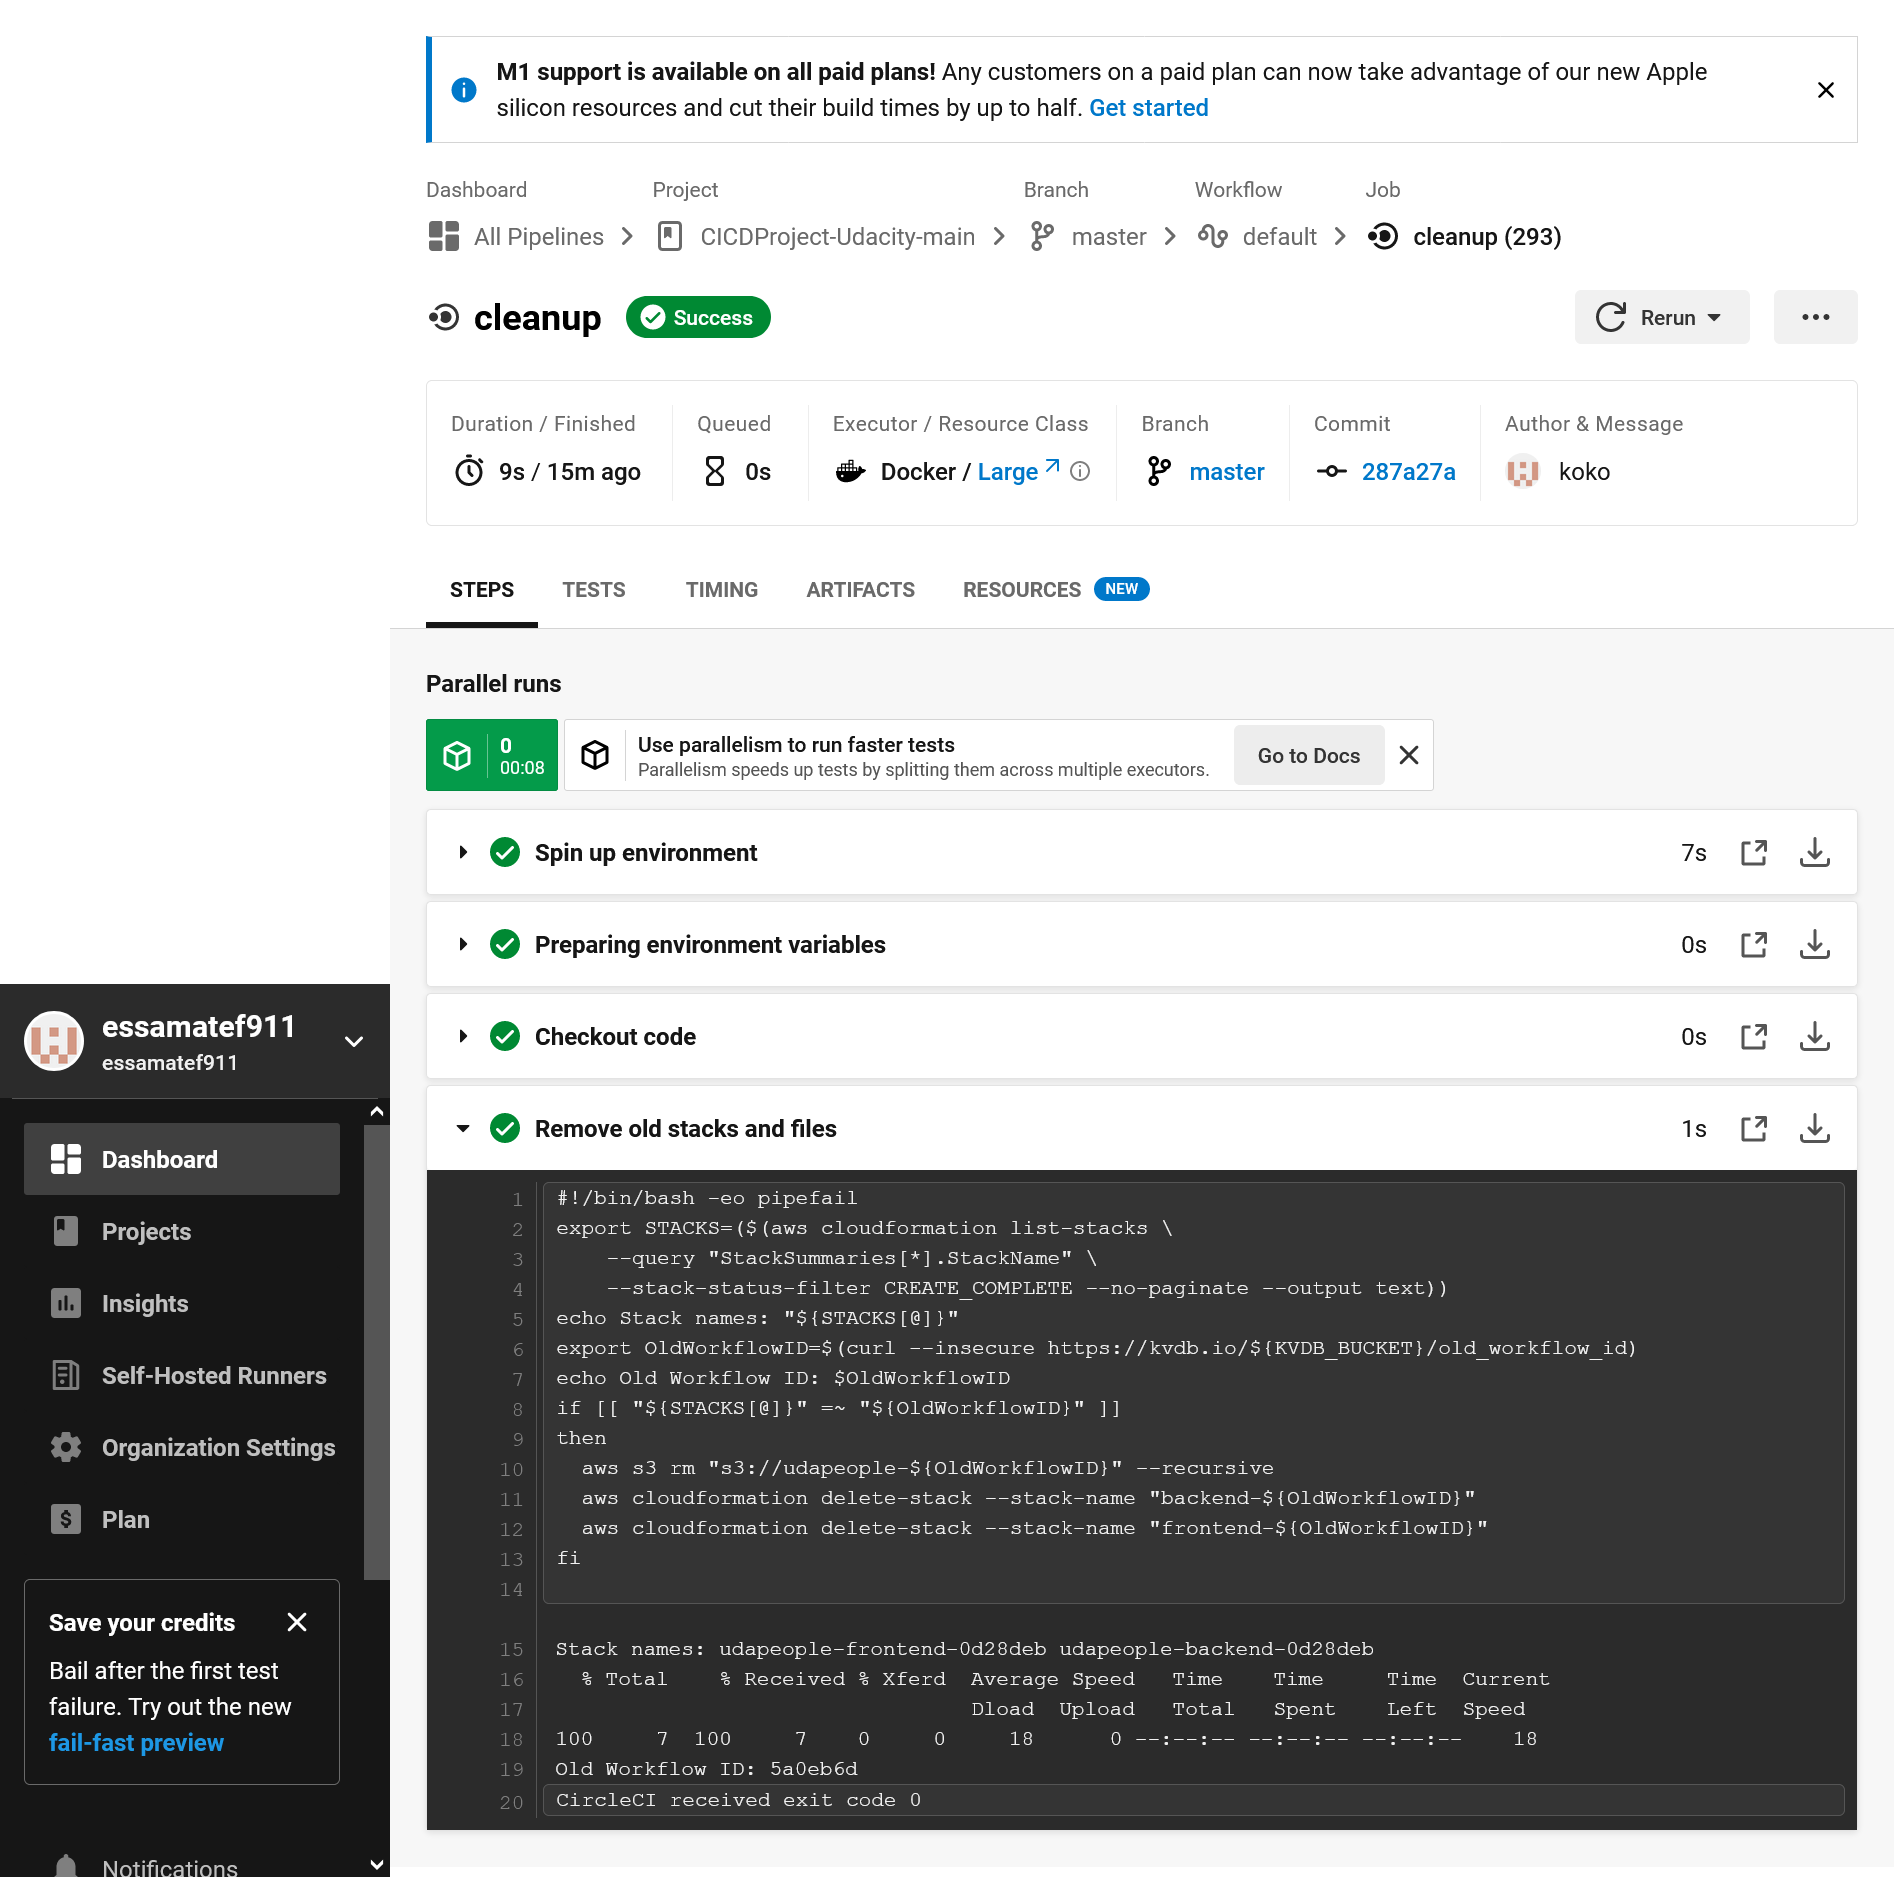 M1 support is available on all paid plans! Any customers on a paid plan can now take advantage of our new Apple
silicon resources and cut their build times by up to half. Get started
Dashboard Project Branch Workflow Job
All Pipelines CICDProject-Udacity-main master default cleanup (293)
cleanup Success Rerun
Duration / Finished Queued Executor / Resource Class Branch Commit Author & Message
9s / 15m ago 0s Docker / Large master 287a27a koko
STEPS TESTS TIMING ARTIFACTS RESOURCES NEW
Parallel runs
0
00:08
Use parallelism to run faster tests
Parallelism speeds up tests by splitting them across multiple executors.
Go to Docs
Spin up environment 7s
Preparing environment variables 0s
Checkout code 0s
Remove old stacks and files 1s
1 #!/bin/bash -eo pipefail
2 export STACKS=($(aws cloudformation list-stacks \
3     --query "StackSummaries[*].StackName" \
4     --stack-status-filter CREATE_COMPLETE --no-paginate --output text))
5 echo Stack names: "${STACKS[@]}"
6 export OldWorkflowID=$(curl --insecure https://kvdb.io/${KVDB_BUCKET}/old_workflow_id)
7 echo Old Workflow ID: $OldWorkflowID
8 if [[ "${STACKS[@]}" =~ "${OldWorkflowID}" ]]
9 then
10   aws s3 rm "s3://udapeople-${OldWorkflowID}" --recursive
11   aws cloudformation delete-stack --stack-name "backend-${OldWorkflowID}"
12   aws cloudformation delete-stack --stack-name "frontend-${OldWorkflowID}"
13 fi
14
15 Stack names: udapeople-frontend-0d28deb udapeople-backend-0d28deb
16   % Total    % Received % Xferd  Average Speed   Time    Time     Time  Current
17                                  Dload  Upload   Total   Spent    Left  Speed
18 100     7  100     7    0     0     18      0 --:--:-- --:--:-- --:--:--    18
19 Old Workflow ID: 5a0eb6d
20 CircleCI received exit code 0
essamatef911
essamatef911
Dashboard
Projects
Insights
Self-Hosted Runners
Organization Settings
Plan
Save your credits
Bail after the first test
failure. Try out the new
fail-fast preview
Notifications